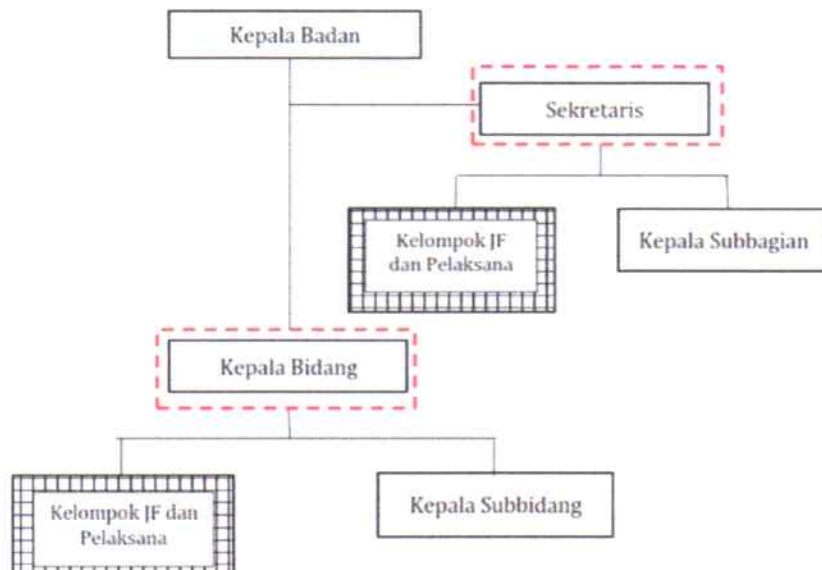 Kepala Badan
Sekretaris
Kelompok JF
dan Pelaksana
Kepala Subbagian
Kepala Bidang
Kelompok JF dan
Pelaksana
Kepala Subbidang